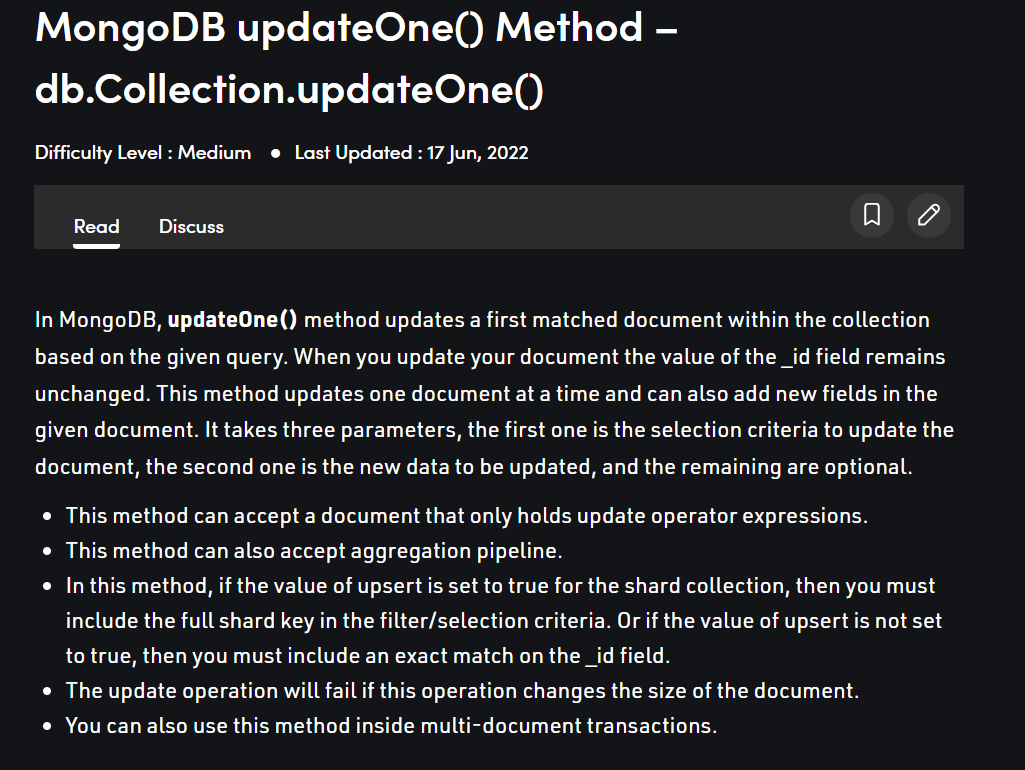 MongoDB updateOne() Method –
db.Collection.updateOne()
Difficulty Level : Medium ● Last Updated : 17 Jun, 2022
Read Discuss
In MongoDB, updateOne() method updates a first matched document within the collection
based on the given query. When you update your document the value of the _id field remains
unchanged. This method updates one document at a time and can also add new fields in the
given document. It takes three parameters, the first one is the selection criteria to update the
document, the second one is the new data to be updated, and the remaining are optional.
• This method can accept a document that only holds update operator expressions.
• This method can also accept aggregation pipeline.
• In this method, if the value of upsert is set to true for the shard collection, then you must
include the full shard key in the filter/selection criteria. Or if the value of upsert is not set
to true, then you must include an exact match on the _id field.
• The update operation will fail if this operation changes the size of the document.
• You can also use this method inside multi-document transactions.